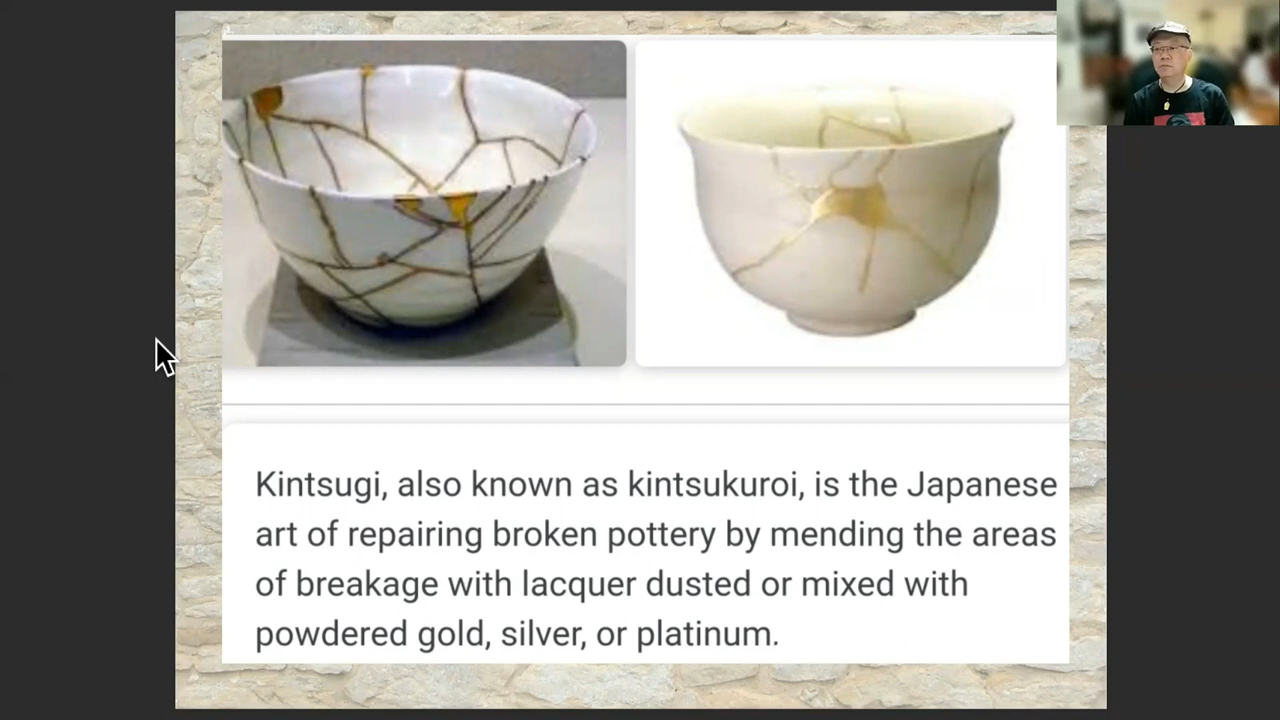 Kintsugi, also known as kintsukuroi, is the Japanese
art of repairing broken pottery by mending the areas
of breakage with lacquer dusted or mixed with
powdered gold, silver, or platinum.